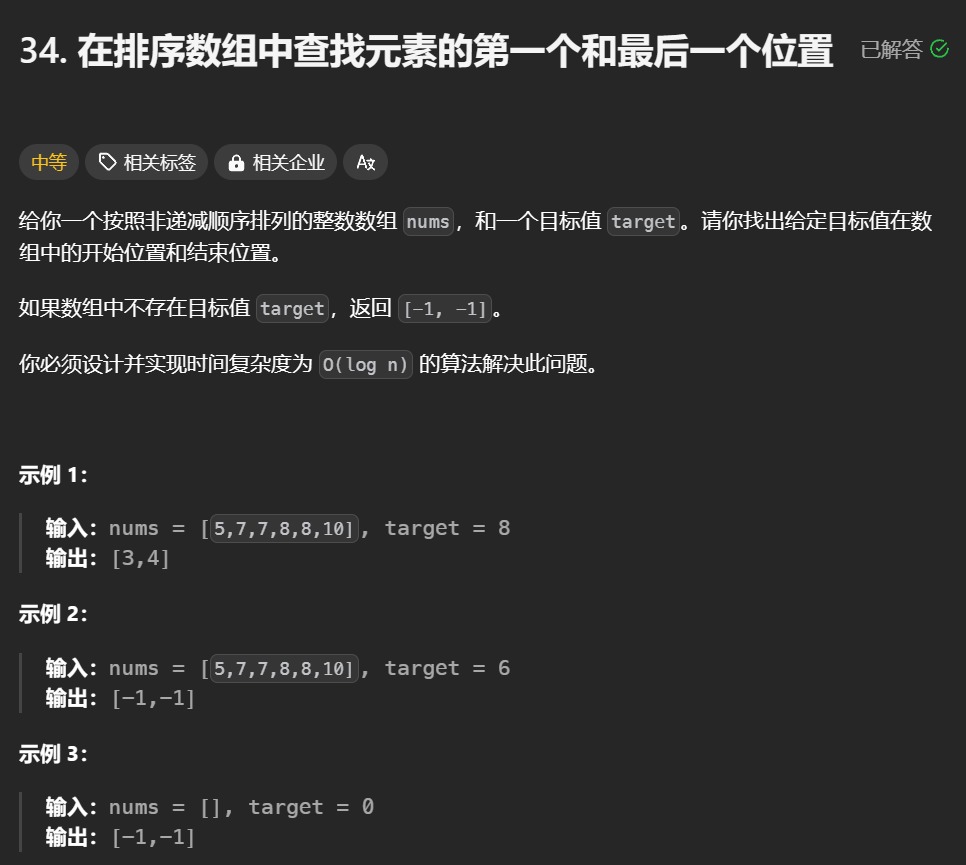 34. 在排序数组中查找元素的第一个和最后一个位置 已解答
中等 相关标签 相关企业
给你一个按照非递减顺序排列的整数数组 nums，和一个目标值 target。请你找出给定目标值在数
组中的开始位置和结束位置。
如果数组中不存在目标值 target，返回 [-1, -1]。
你必须设计并实现时间复杂度为 O(log n) 的算法解决此问题。
示例 1：
输入：nums = [5,7,7,8,8,10], target = 8
输出：[3,4]
示例 2：
输入：nums = [5,7,7,8,8,10], target = 6
输出：[-1,-1]
示例 3：
输入：nums = [], target = 0
输出：[-1,-1]